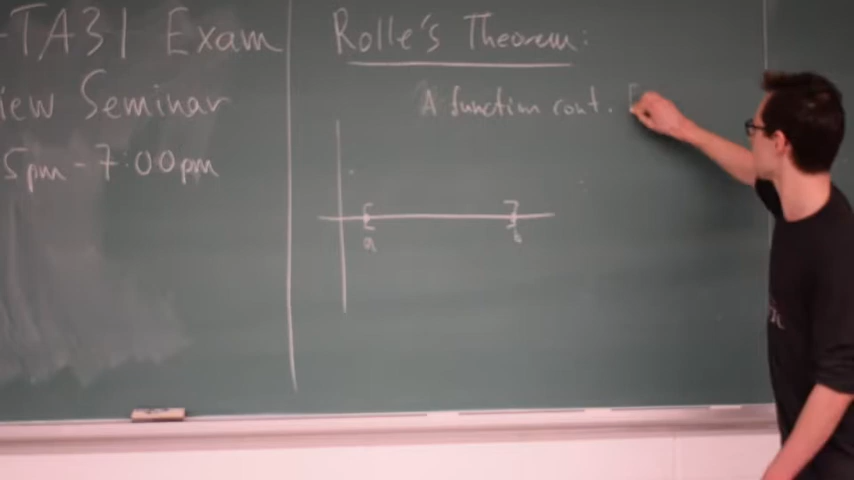 -TA31 Exam
iew Seminar
5pm-7:00pm
Rolle's Theorem:
A function cont. [
[ ]
a b